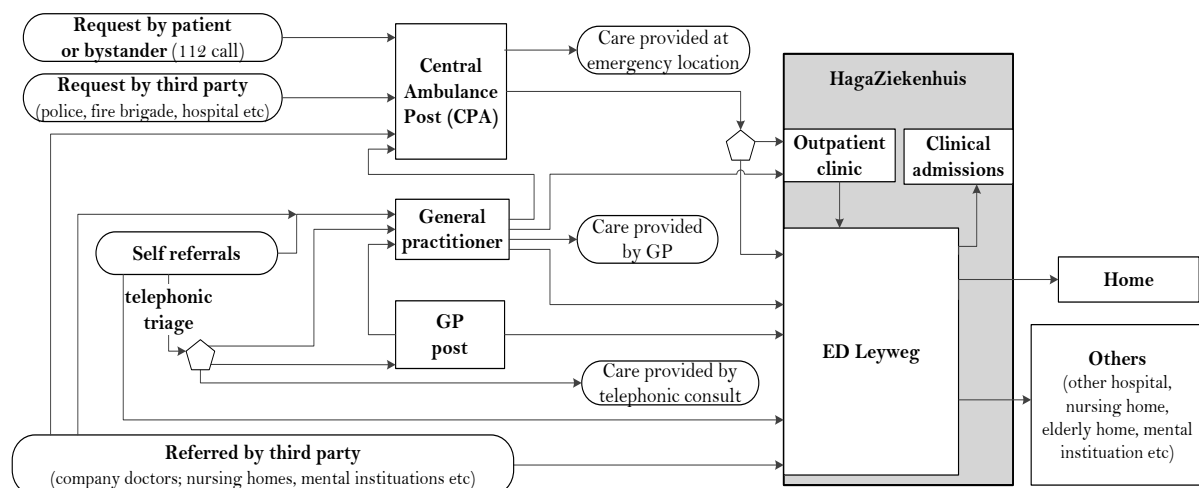 Request by patient
or bystander (112 call)
Request by third party
(police, fire brigade, hospital etc)
Central
Ambulance
Post (CPA)
Care provided at
emergency location
HagaZiekenhuis
Outpatient
clinic
Clinical
admissions
General
practitioner
Care provided
by GP
Self referrals
telephonic
triage
GP
post
Care provided by
telephonic consult
ED Leyweg
Home
Others
(other hospital,
nursing home,
elderly home, mental
instituation etc)
Referred by third party
(company doctors; nursing homes, mental instituations etc)